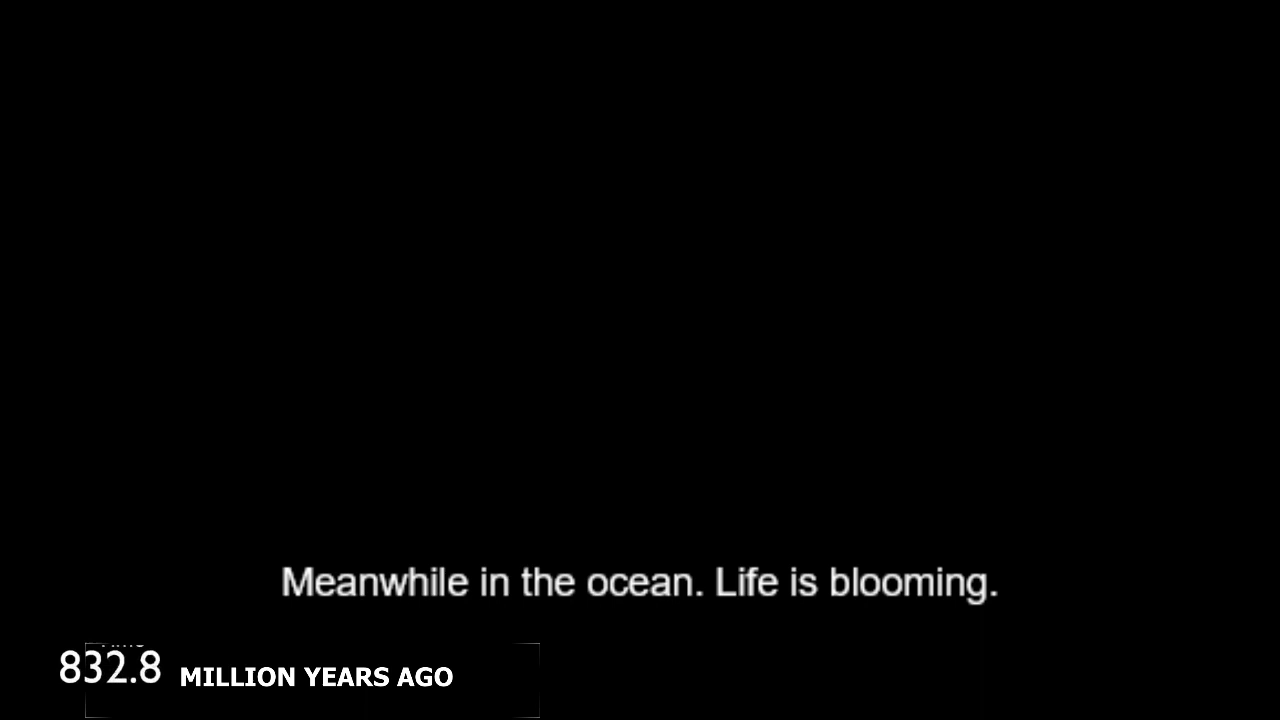 Meanwhile in the ocean. Life is blooming.
832.8 MILLION YEARS AGO